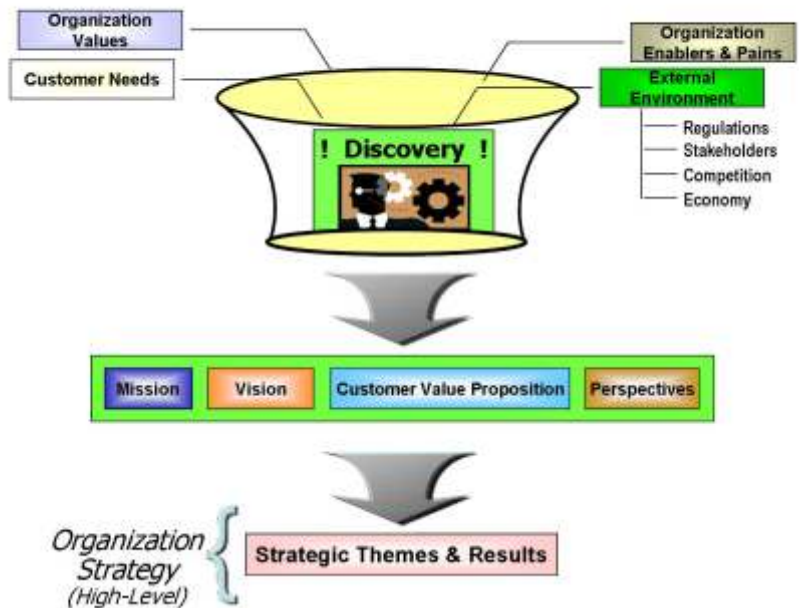 Organization
Values
Organization
Enablers & Pains
Customer Needs
External
Environment
Regulations
Stakeholders
Competition
Economy
! Discovery !
Mission
Vision
Customer Value Proposition
Perspectives
Organization
Strategy
(High-Level)
Strategic Themes & Results